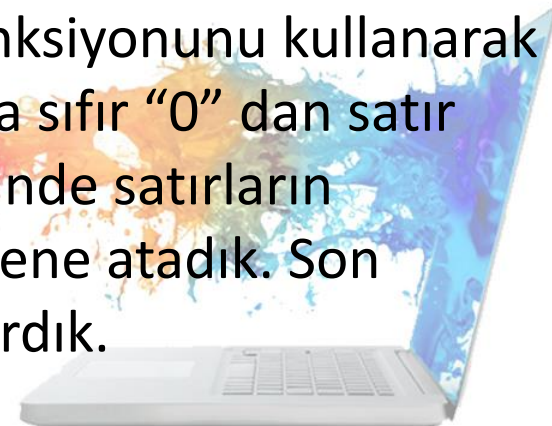 nksiyonunu kullanarak
a sıfır “0” dan satır
nde satırların
ene atadık. Son
rdık.